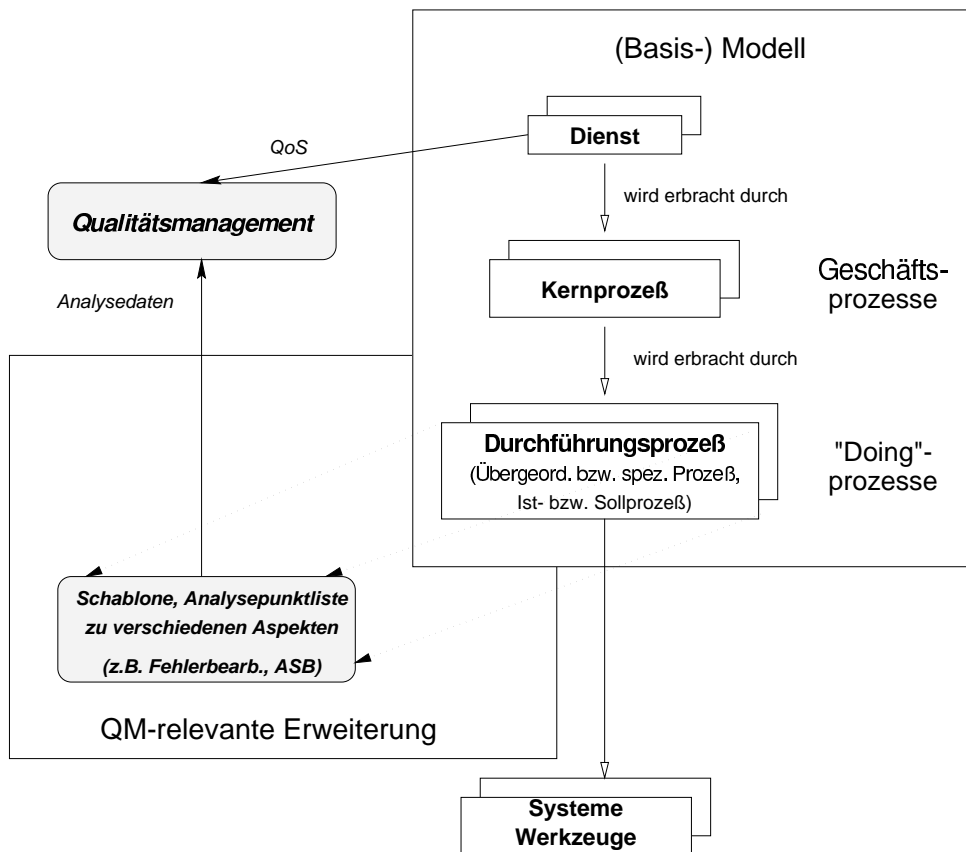 (Basis-) Modell
Dienst
QoS
wird erbracht durch
Qualitätsmanagement
Kernprozeß
Geschäfts-
prozesse
Analysedaten
wird erbracht durch
Durchführungsprozeß
(Übergeord. bzw. spez. Prozeß,
Ist- bzw. Sollprozeß)
"Doing"-
prozesse
Schablone, Analysepunktliste
zu verschiedenen Aspekten
(z.B. Fehlerbearb., ASB)
QM-relevante Erweiterung
Systeme
Werkzeuge